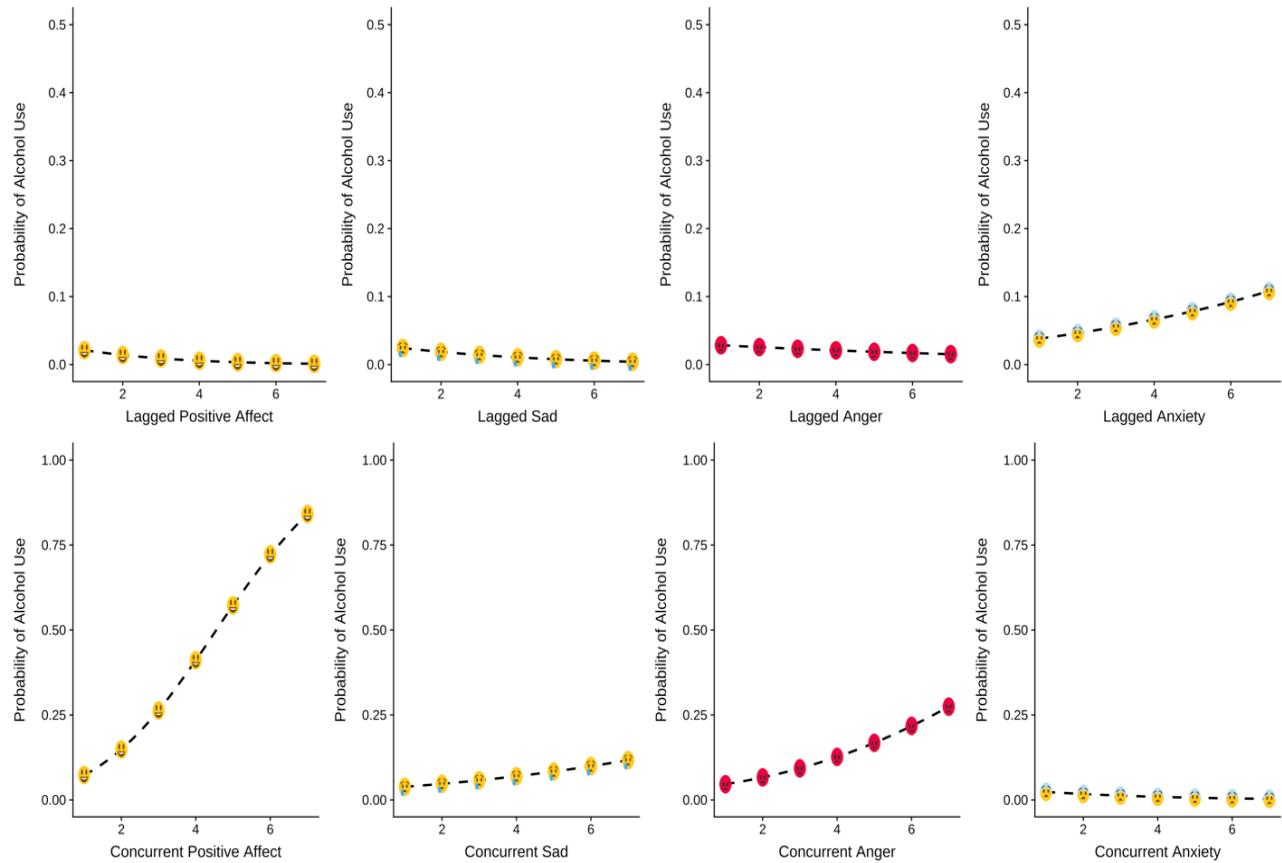 Probability of Alcohol Use
0.5
0.4
0.3
0.2
0.1
0.0
2 4 6
Lagged Positive Affect
Probability of Alcohol Use
0.5
0.4
0.3
0.2
0.1
0.0
2 4 6
Lagged Sad
Probability of Alcohol Use
0.5
0.4
0.3
0.2
0.1
0.0
2 4 6
Lagged Anger
Probability of Alcohol Use
0.5
0.4
0.3
0.2
0.1
0.0
2 4 6
Lagged Anxiety
Probability of Alcohol Use
1.00
0.75
0.50
0.25
0.00
2 4 6
Concurrent Positive Affect
Probability of Alcohol Use
1.00
0.75
0.50
0.25
0.00
2 4 6
Concurrent Sad
Probability of Alcohol Use
1.00
0.75
0.50
0.25
0.00
2 4 6
Concurrent Anger
Probability of Alcohol Use
1.00
0.75
0.50
0.25
0.00
2 4 6
Concurrent Anxiety